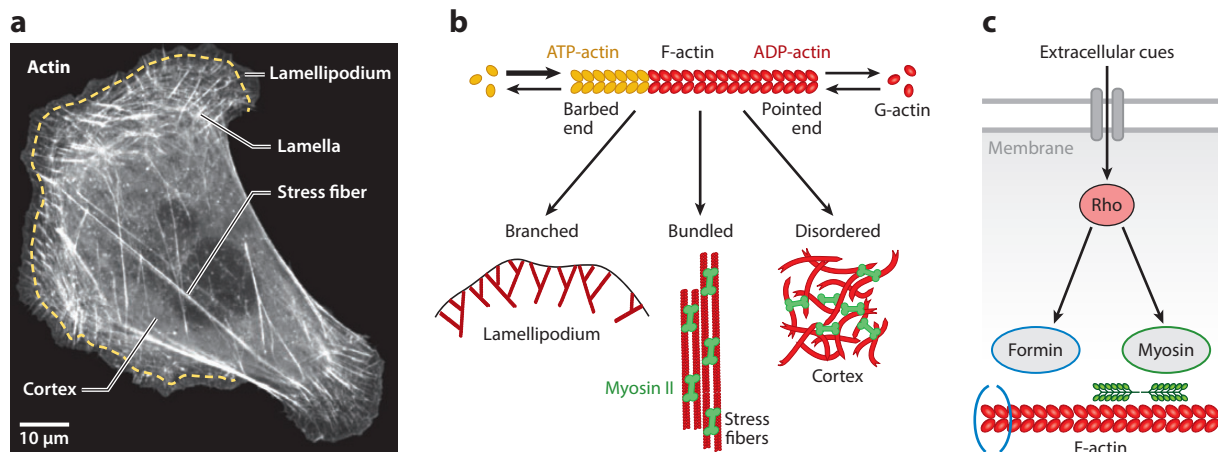 a
Actin
Lamellipodium
Lamella
Stress fiber
Cortex
10 µm
b
ATP-actin
F-actin
ADP-actin
Barbed
end
Pointed
end
G-actin
Branched
Bundled
Disordered
Lamellipodium
Myosin II
Stress
fibers
Cortex
c
Extracellular cues
Membrane
Rho
Formin
Myosin
F-actin